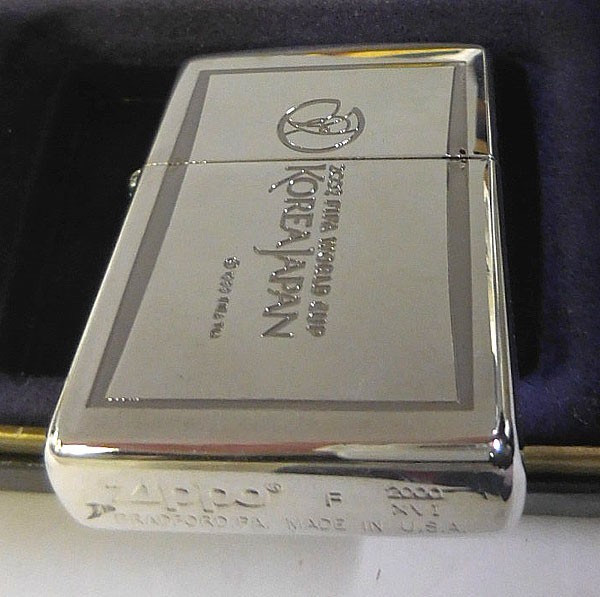 2002 FIFA WORLD CUP
KOREA JAPAN
Zippo® F 2000
BRADFORD PA. MADE IN U.S.A. XVI